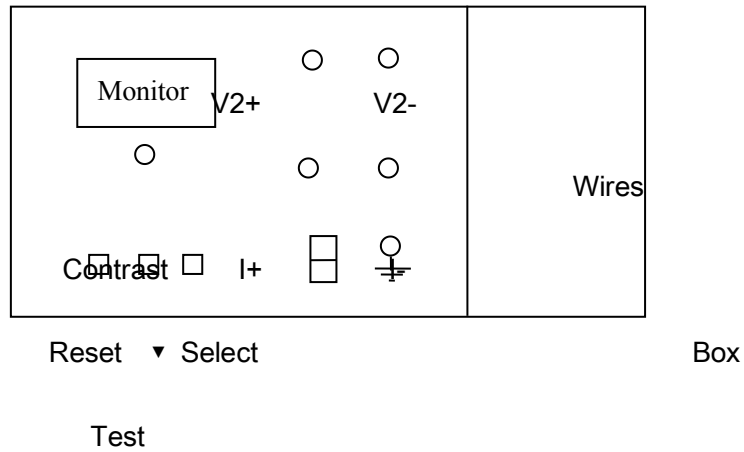 Monitor
V2+ V2-
Wires
Contrast I+
Reset ▼ Select Box
Test